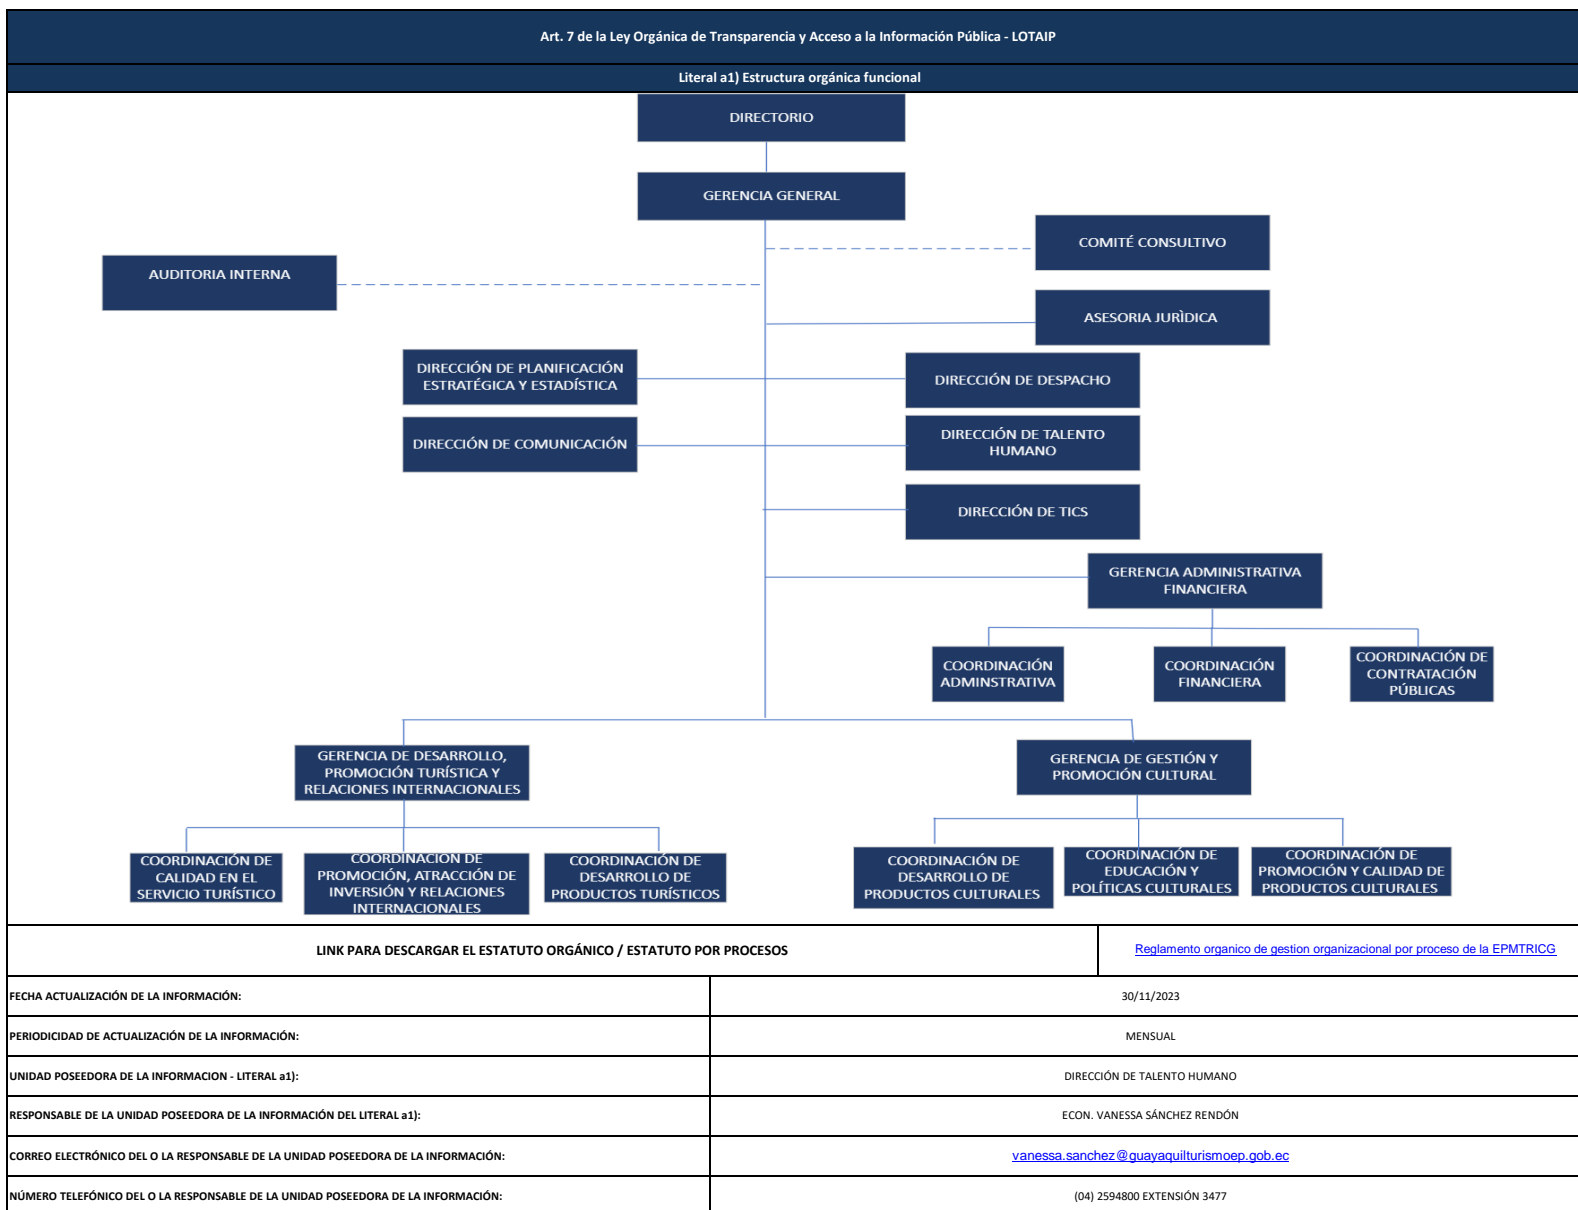 Art. 7 de la Ley Orgánica de Transparencia y Acceso a la Información Pública - LOTAIP
Literal a1) Estructura orgánica funcional
DIRECTORIO
GERENCIA GENERAL
COMITÉ CONSULTIVO
AUDITORIA INTERNA
ASESORIA JURÌDICA
DIRECCIÓN DE PLANIFICACIÓN
ESTRATÉGICA Y ESTADÍSTICA
DIRECCIÓN DE DESPACHO
DIRECCIÓN DE COMUNICACIÓN
DIRECCIÓN DE TALENTO
HUMANO
DIRECCIÓN DE TICS
GERENCIA ADMINISTRATIVA
FINANCIERA
COORDINACIÓN
ADMINSTRATIVA
COORDINACIÓN
FINANCIERA
COORDINACIÓN DE
CONTRATACIÓN
PÚBLICAS
GERENCIA DE DESARROLLO,
PROMOCIÓN TURÍSTICA Y
RELACIONES INTERNACIONALES
GERENCIA DE GESTIÓN Y
PROMOCIÓN CULTURAL
COORDINACIÓN DE
CALIDAD EN EL
SERVICIO TURÍSTICO
COORDINACION DE
PROMOCIÓN, ATRACCIÓN DE
INVERSIÓN Y RELACIONES
INTERNACIONALES
COORDINACIÓN DE
DESARROLLO DE
PRODUCTOS TURÍSTICOS
COORDINACIÓN DE
DESARROLLO DE
PRODUCTOS CULTURALES
COORDINACIÓN DE
EDUCACIÓN Y
POLÍTICAS CULTURALES
COORDINACIÓN DE
PROMOCIÓN Y CALIDAD DE
PRODUCTOS CULTURALES
LINK PARA DESCARGAR EL ESTATUTO ORGÁNICO / ESTATUTO POR PROCESOS
Reglamento organico de gestion organizacional por proceso de la EPMTRICG
FECHA ACTUALIZACIÓN DE LA INFORMACIÓN:
30/11/2023
PERIODICIDAD DE ACTUALIZACIÓN DE LA INFORMACIÓN:
MENSUAL
UNIDAD POSEEDORA DE LA INFORMACION - LITERAL a1):
DIRECCIÓN DE TALENTO HUMANO
RESPONSABLE DE LA UNIDAD POSEEDORA DE LA INFORMACIÓN DEL LITERAL a1):
ECON. VANESSA SÁNCHEZ RENDÓN
CORREO ELECTRÓNICO DEL O LA RESPONSABLE DE LA UNIDAD POSEEDORA DE LA INFORMACIÓN:
vanessa.sanchez@guayaquilturismoep.gob.ec
NÚMERO TELEFÓNICO DEL O LA RESPONSABLE DE LA UNIDAD POSEEDORA DE LA INFORMACIÓN:
(04) 2594800 EXTENSIÓN 3477